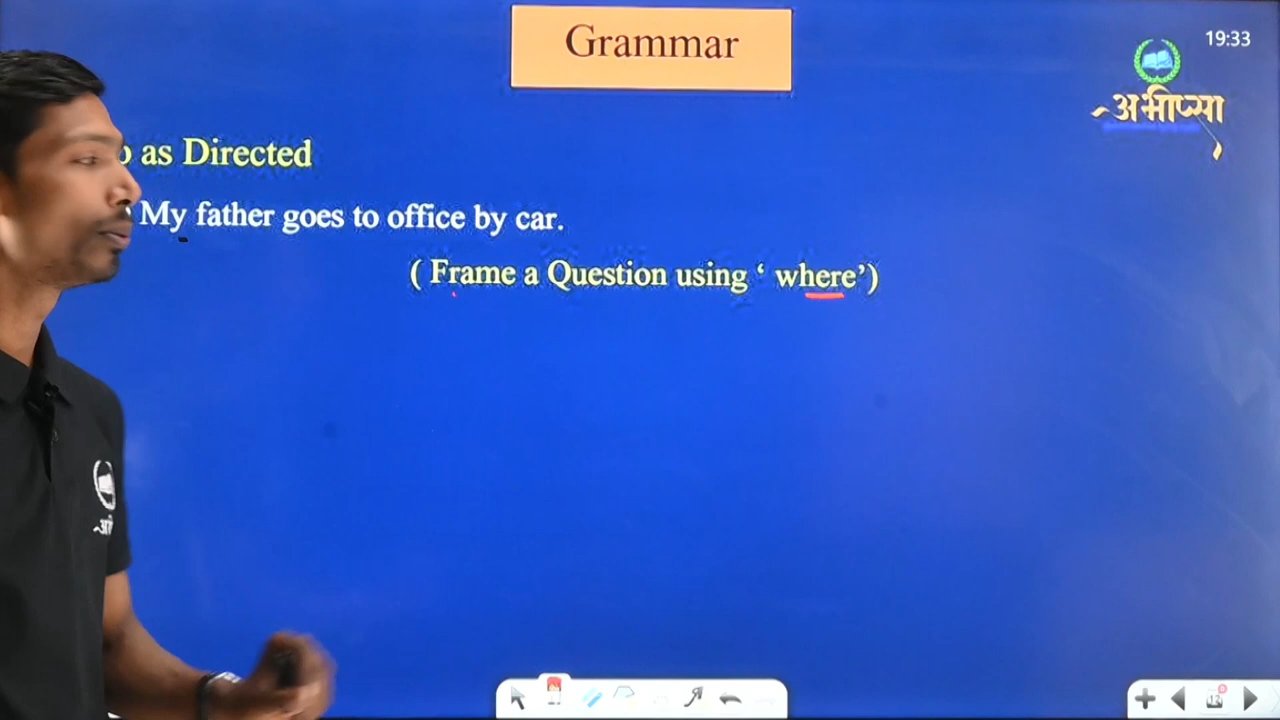 Grammar
19:33
अभीप्सा
as Directed
My father goes to office by car.
( Frame a Question using ‘ where’)